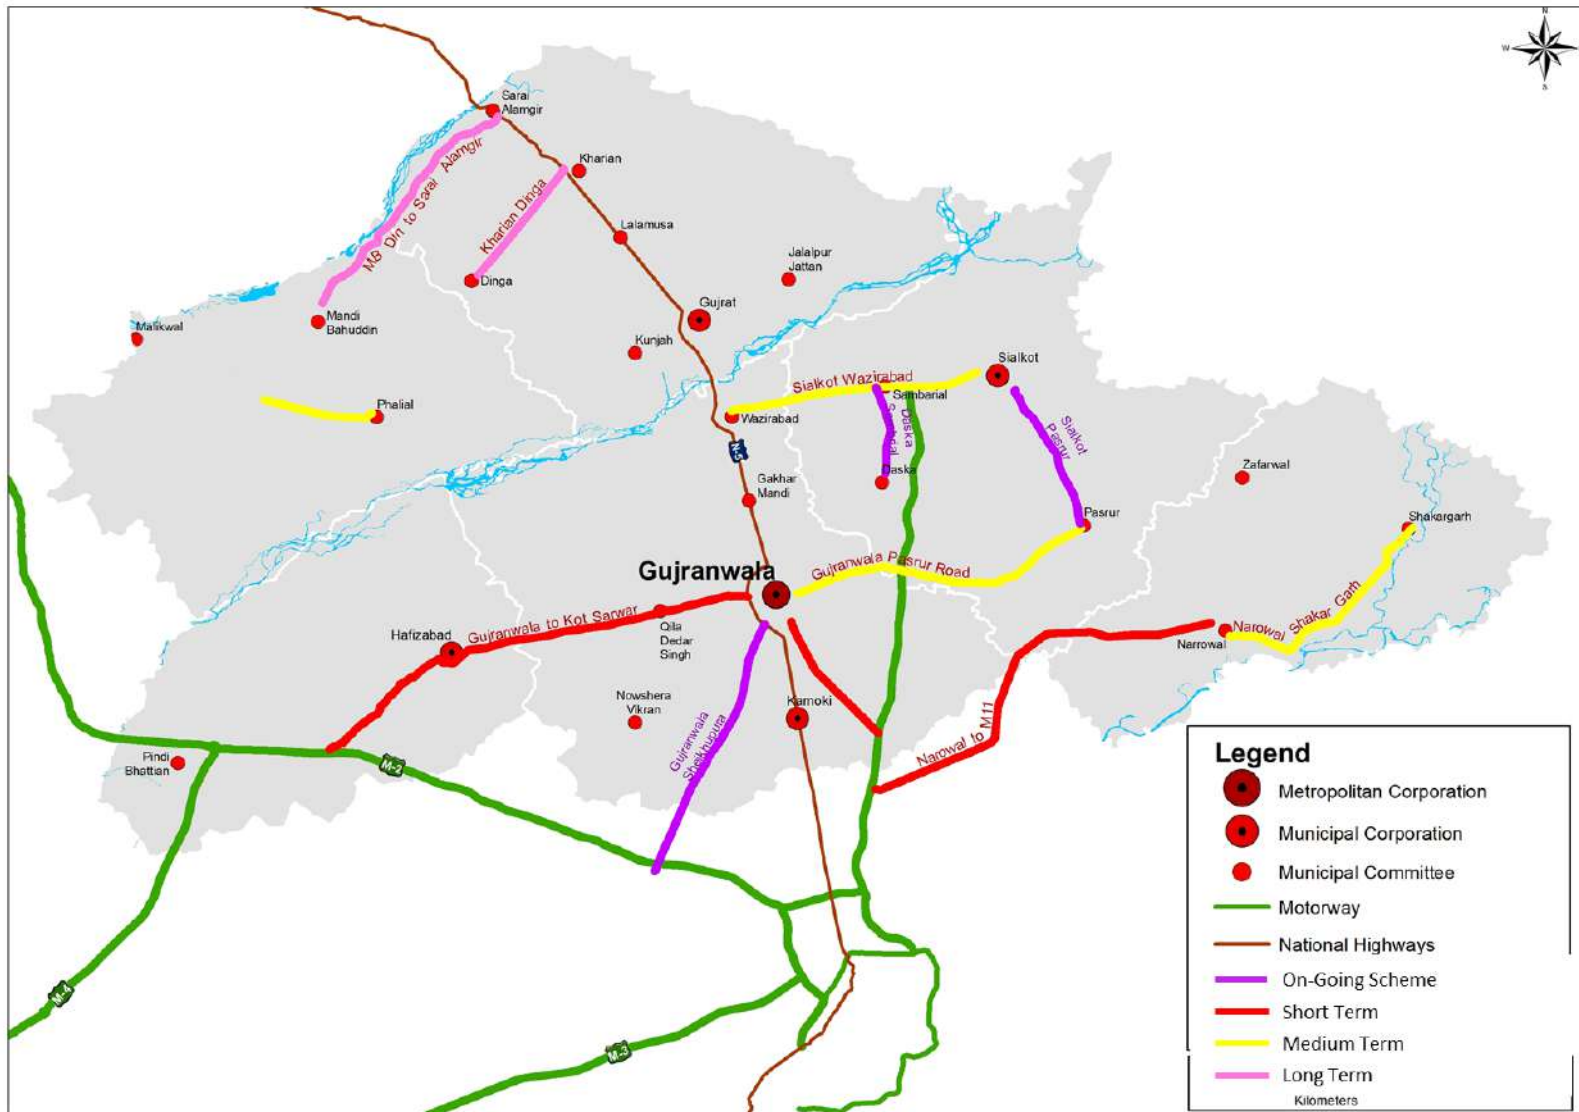 N
W
S
Sarai
Alamgir
Kharian
M.B Din to Sarai Alamgir
Kharian Dinga
Lalamusa
Jalalpur
Jattan
Dinga
Gujrat
Mandi
Bahuddin
Malikwal
Kunjah
Sialkot
Sialkot Wazirabad
Sambarial
Phalial
Wazirabad
Daska
Sialkot
Pasrur
N-5
Zafarwal
Daska
Gakhar
Mandi
Pasrur
Shakargarh
Gujranwala
Gujranwala Pasrur Road
Gujranwala to Kot Sarwar
Hafizabad
Qila
Dedar
Singh
Narowal Shakar Garh
Narrowal
Nowshera
Vikran
Kamoki
Gujranwala
Sheikhupura
Narowal to M11
Pindi
Bhattian
M-2
M-4
M-3
Legend
Metropolitan Corporation
Municipal Corporation
Municipal Committee
Motorway
National Highways
On-Going Scheme
Short Term
Medium Term
Long Term
Kilometers